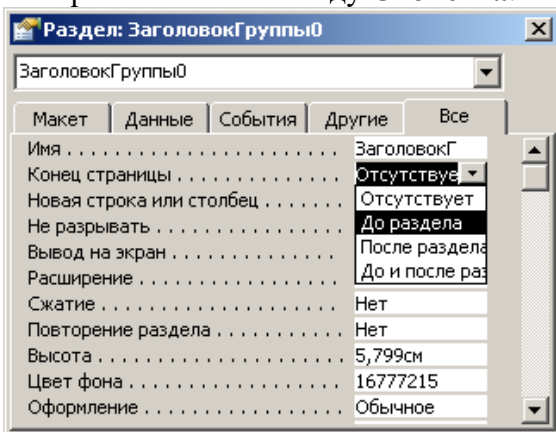 Раздел: ЗаголовокГруппы0
ЗаголовокГруппы0
Макет Данные События Другие Все
Имя . . . . . . . . . . . . . . . . . . . . . . . ЗаголовокГ
Конец страницы . . . . . . . . . . . . Отсутствуе
Новая строка или столбец . . . . . . . Отсутствует
Не разрывать . . . . . . . . . . . . . . До раздела
Вывод на экран . . . . . . . . . . . . . После раздела
Расширение . . . . . . . . . . . . . . . До и после раз
Сжатие . . . . . . . . . . . . . . . . . . . . Нет
Повторение раздела . . . . . . . . . . Нет
Высота . . . . . . . . . . . . . . . . . . . . 5,799см
Цвет фона . . . . . . . . . . . . . . . . . 16777215
Оформление . . . . . . . . . . . . . . . . Обычное